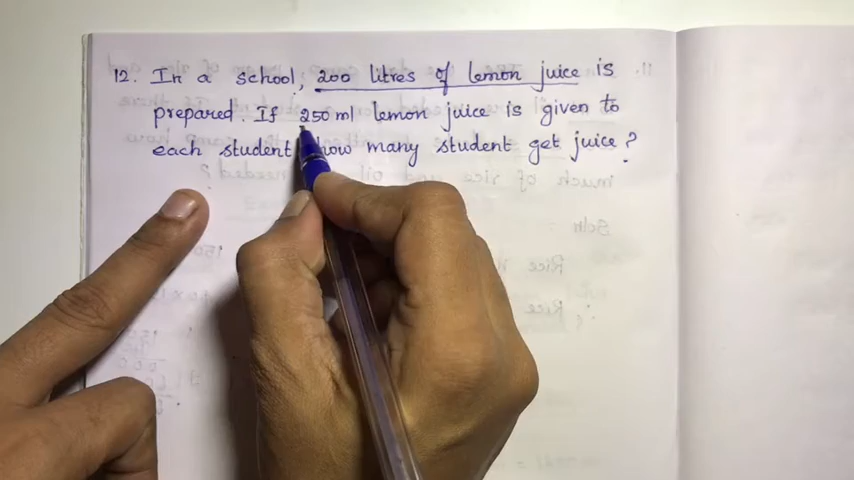 12. In a school, 200 litres of lemon juice is
prepared. If 250 ml lemon juice is given to
each student how many student get juice?